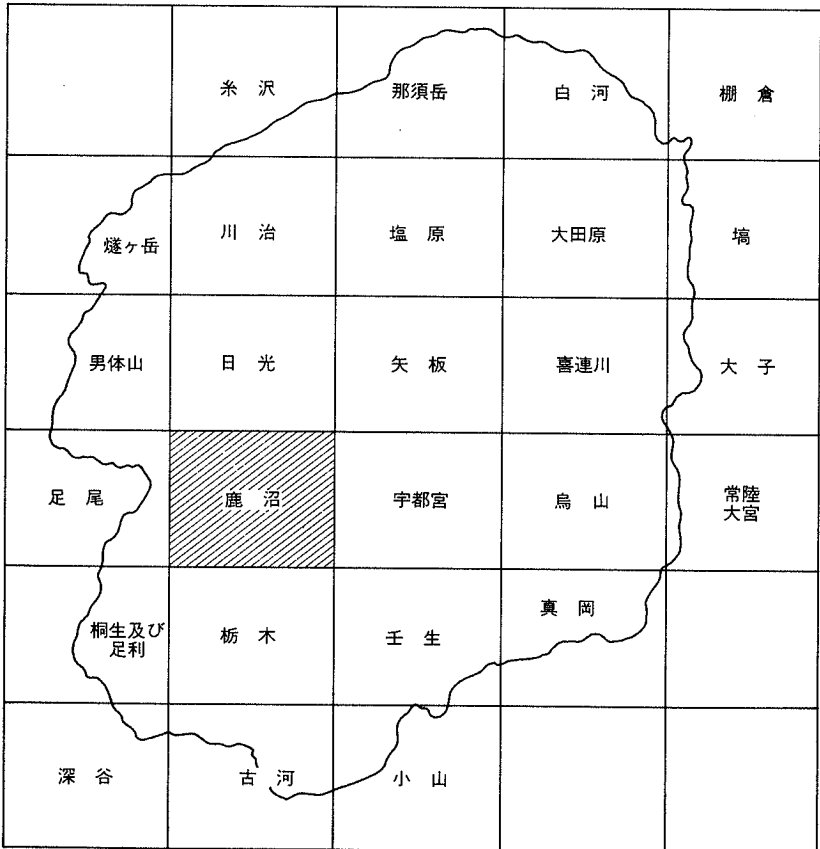 糸沢
那須岳
白河
棚倉
燧ヶ岳
川治
塩原
大田原
塙
男体山
日光
矢板
喜連川
大子
足尾
鹿沼
宇都宮
烏山
常陸
大宮
桐生及び
足利
栃木
壬生
真岡
深谷
古河
小山